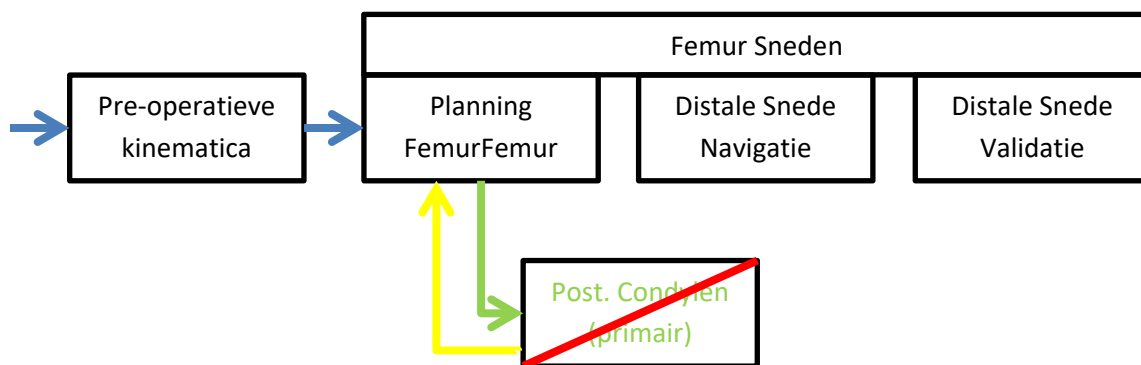 Femur Sneden
Pre-operatieve
kinematica
Planning
FemurFemur
Distale Snede
Navigatie
Distale Snede
Validatie
Post. Condylen
(primair)